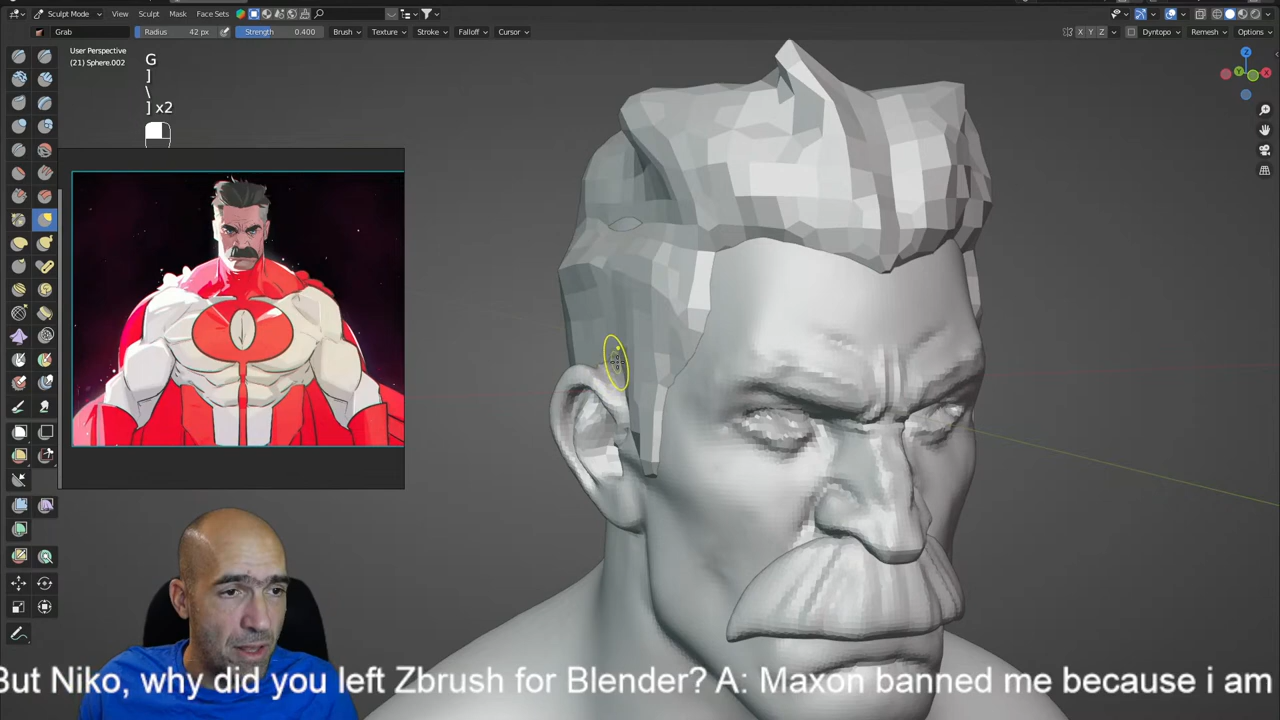 Sculpt Mode View Sculpt Mask Face Sets
Grab Radius 42 px Strength 0.400 Brush Texture Stroke Falloff Cursor X Y Z Dyntopo Remesh Options
User Perspective
(21) Sphere.002
G
]
\
] x2
Z
Y
X
But Niko, why did you left Zbrush for Blender? A: Maxon banned me because i am